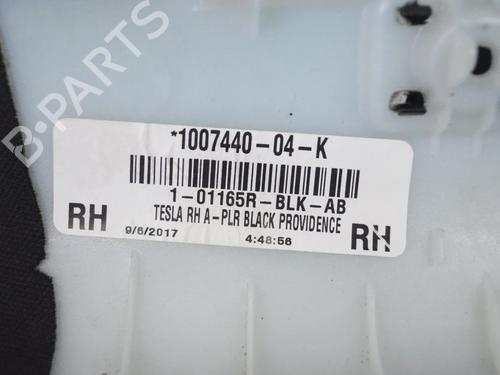 *1007440-04-K
1-01165R-BLK-AB
TESLA RH A-PLR BLACK PROVIDENCE
RH 9/6/2017 4:48:56 RH
B-PARTS